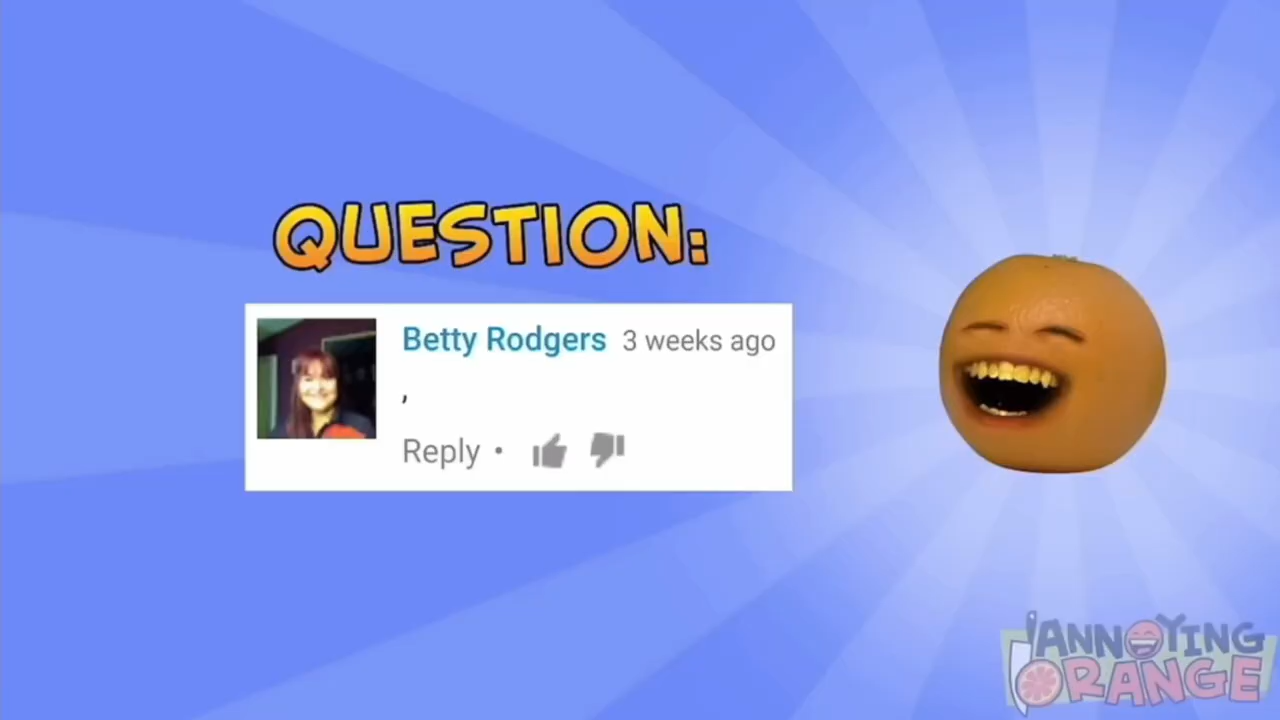 QUESTION:
Betty Rodgers 3 weeks ago
,
Reply •
ANNOYING
ORANGE